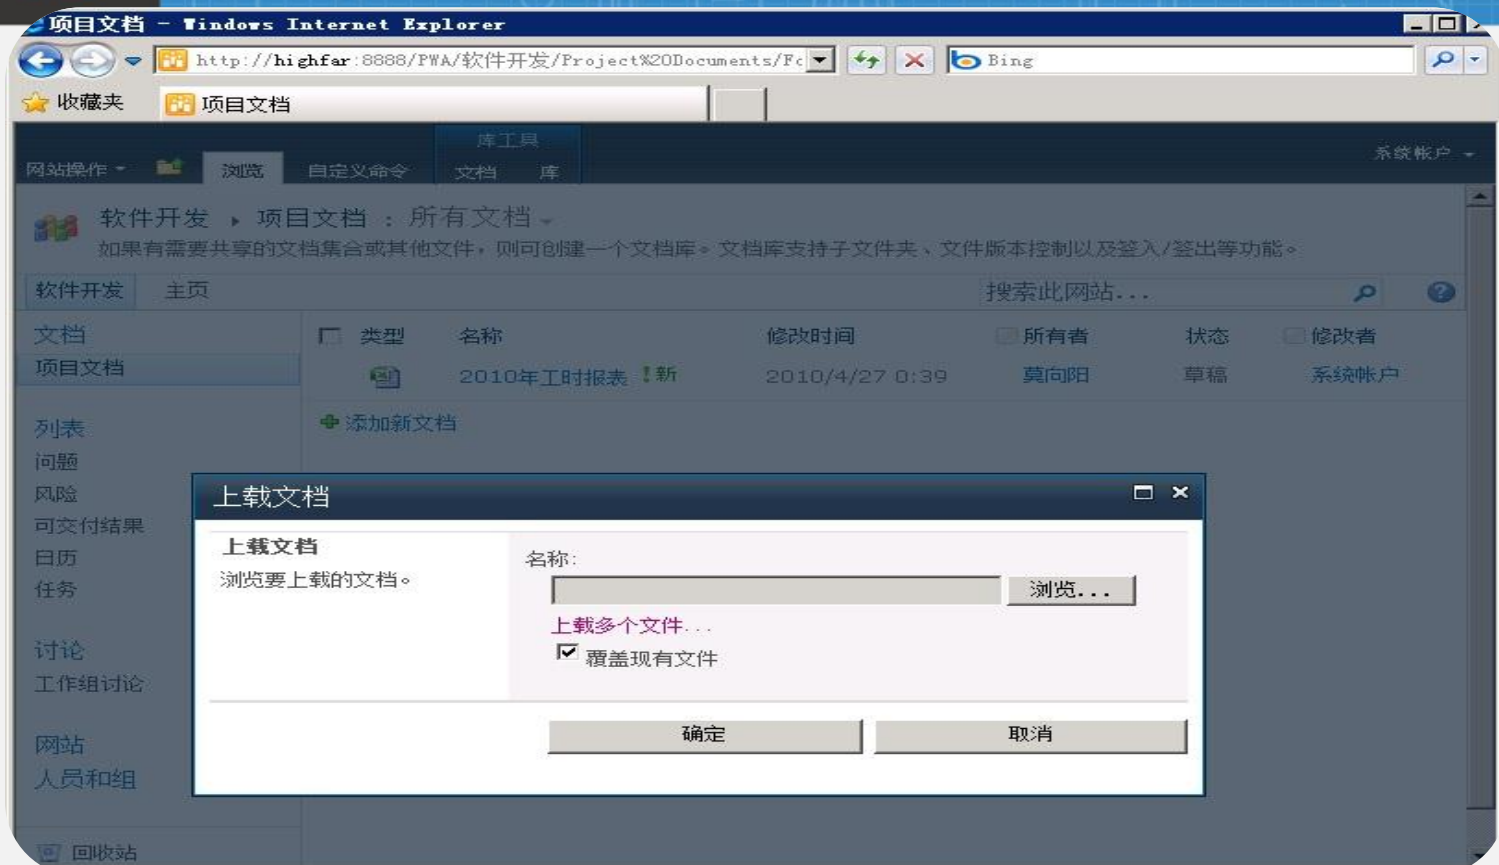 项目文档 - Windows Internet Explorer
http://highfar:8888/PWA/软件开发/Project%20Documents/Fo
Bing
收藏夹
项目文档
库工具
系统帐户
网站操作
浏览
自定义命令
文档
库
软件开发 ▸ 项目文档 : 所有文档
如果有需要共享的文档集合或其他文件，则可创建一个文档库。文档库支持子文件夹、文件版本控制以及签入/签出等功能。
软件开发
主页
搜索此网站...
文档
类型 名称 修改时间 所有者 状态 修改者
项目文档
2010年工时报表 !新 2010/4/27 0:39 莫向阳 草稿 系统帐户
添加新文档
列表
问题
风险
可交付结果
日历
任务
讨论
工作组讨论
网站
人员和组
回收站
上载文档
上载文档
浏览要上载的文档。
名称:
浏览...
上载多个文件...
覆盖现有文件
确定
取消